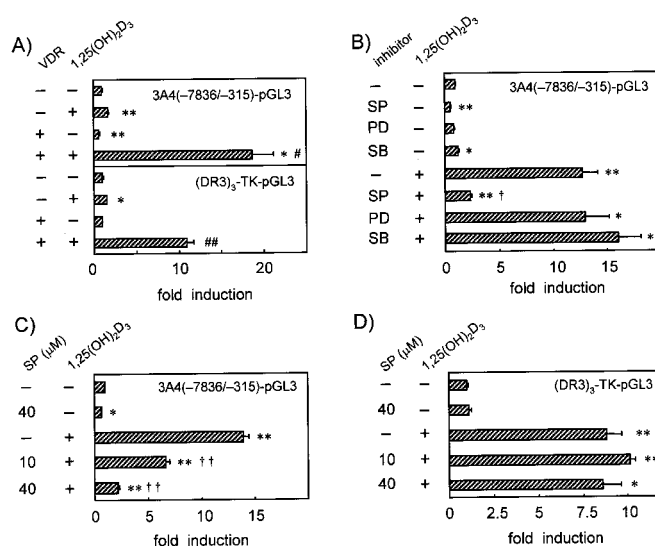 A)
VDR 1,25(OH)₂D₃
3A4(–7836/–315)-pGL3
– –
– + **
+ – **
+ + * #
(DR3)₃-TK-pGL3
– –
– + *
+ –
+ + ##
0 10 20
fold induction
B)
inhibitor 1,25(OH)₂D₃
3A4(–7836/–315)-pGL3
– –
SP – **
PD –
SB – *
– + **
SP + ** †
PD + *
SB + *
0 5 10 15
fold induction
C)
SP (μM) 1,25(OH)₂D₃
3A4(–7836/–315)-pGL3
– –
40 – *
– + **
10 + ** ††
40 + ** ††
0 5 10 15
fold induction
D)
SP (μM) 1,25(OH)₂D₃
(DR3)₃-TK-pGL3
– –
40 –
– + **
10 + **
40 + *
0 2.5 5 7.5 10
fold induction